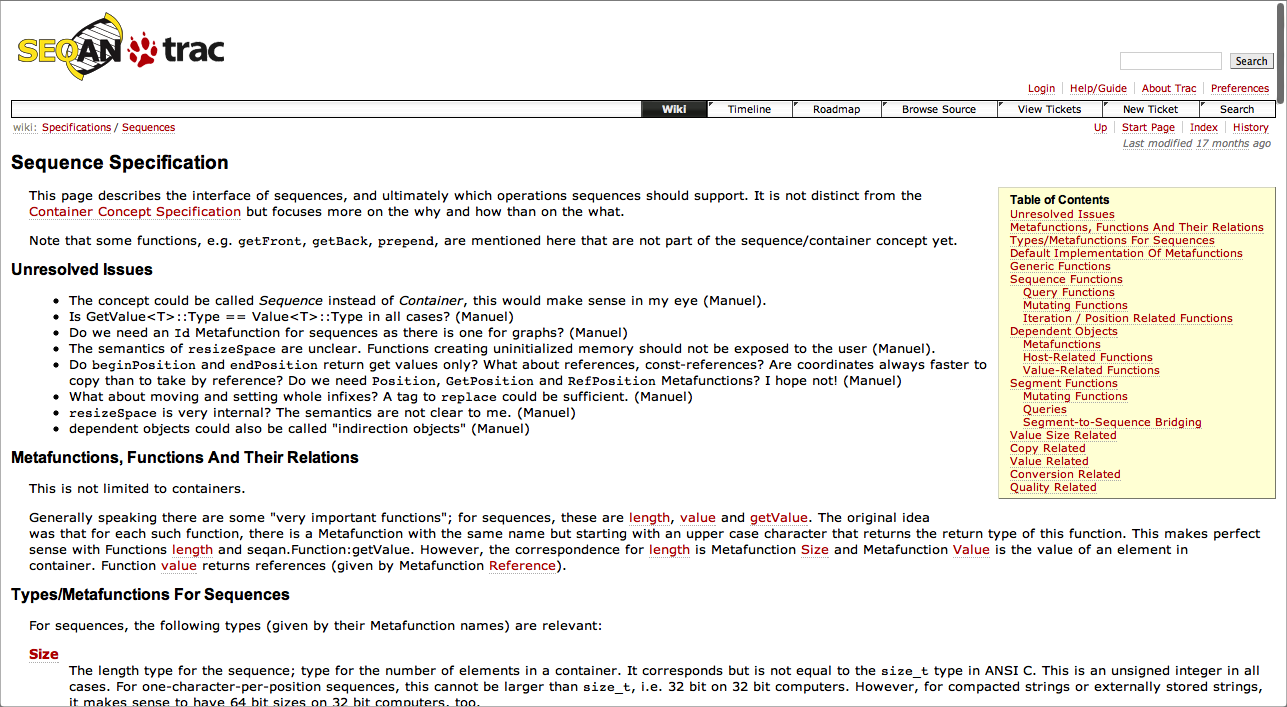 SEQAN trac
Search
Login Help/Guide About Trac Preferences
Wiki Timeline Roadmap Browse Source View Tickets New Ticket Search
wiki: Specifications / Sequences
Up Start Page Index History
Last modified 17 months ago
Sequence Specification
This page describes the interface of sequences, and ultimately which operations sequences should support. It is not distinct from the
Container Concept Specification but focuses more on the why and how than on the what.
Note that some functions, e.g. getFront, getBack, prepend, are mentioned here that are not part of the sequence/container concept yet.
Table of Contents
Unresolved Issues
Metafunctions, Functions And Their Relations
Types/Metafunctions For Sequences
Default Implementation Of Metafunctions
Generic Functions
Sequence Functions
Query Functions
Mutating Functions
Iteration / Position Related Functions
Dependent Objects
Metafunctions
Host-Related Functions
Value-Related Functions
Segment Functions
Mutating Functions
Queries
Segment-to-Sequence Bridging
Value Size Related
Copy Related
Value Related
Conversion Related
Quality Related
Unresolved Issues
• The concept could be called Sequence instead of Container, this would make sense in my eye (Manuel).
• Is GetValue<T>::Type == Value<T>::Type in all cases? (Manuel)
• Do we need an Id Metafunction for sequences as there is one for graphs? (Manuel)
• The semantics of resizeSpace are unclear. Functions creating uninitialized memory should not be exposed to the user (Manuel).
• Do beginPosition and endPosition return get values only? What about references, const-references? Are coordinates always faster to
copy than to take by reference? Do we need Position, GetPosition and RefPosition Metafunctions? I hope not! (Manuel)
• What about moving and setting whole infixes? A tag to replace could be sufficient. (Manuel)
• resizeSpace is very internal? The semantics are not clear to me. (Manuel)
• dependent objects could also be called "indirection objects" (Manuel)
Metafunctions, Functions And Their Relations
This is not limited to containers.
Generally speaking there are some "very important functions"; for sequences, these are length, value and getValue. The original idea
was that for each such function, there is a Metafunction with the same name but starting with an upper case character that returns the return type of this function. This makes perfect
sense with Functions length and seqan.Function:getValue. However, the correspondence for length is Metafunction Size and Metafunction Value is the value of an element in
container. Function value returns references (given by Metafunction Reference).
Types/Metafunctions For Sequences
For sequences, the following types (given by their Metafunction names) are relevant:
Size
The length type for the sequence; type for the number of elements in a container. It corresponds but is not equal to the size_t type in ANSI C. This is an unsigned integer in all
cases. For one-character-per-position sequences, this cannot be larger than size_t, i.e. 32 bit on 32 bit computers. However, for compacted strings or externally stored strings,
it makes sense to have 64 bit sizes on 32 bit computers, too.